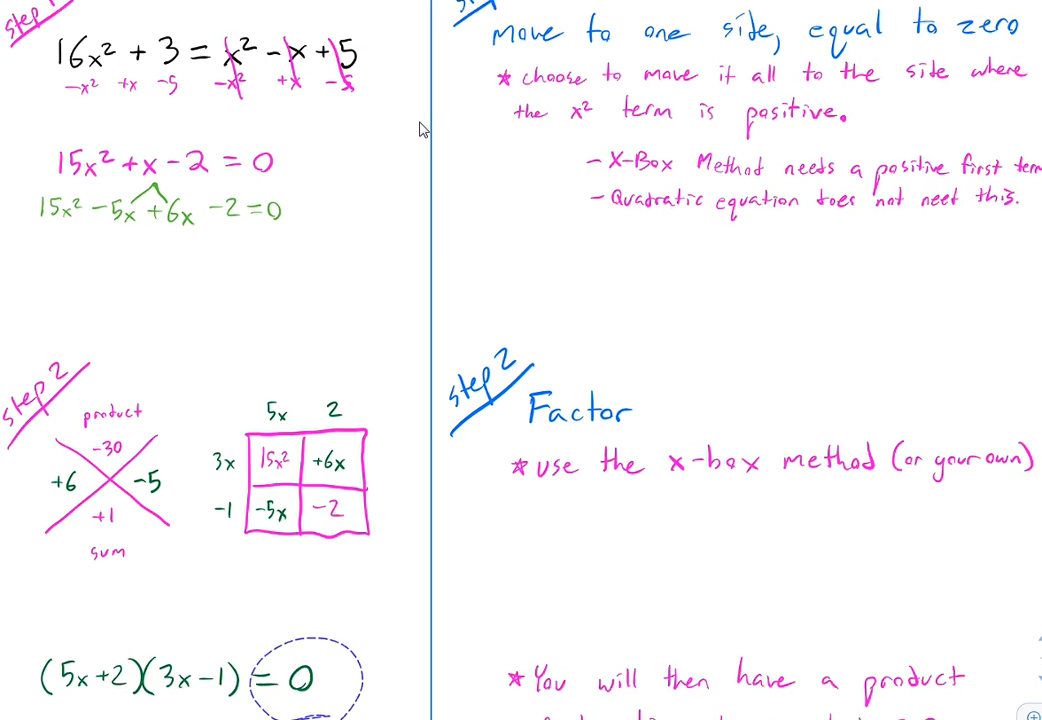 step 1
16x² + 3 = x² - x + 5
-x² +x -5 -x² +x -5
15x² + x - 2 = 0
15x² - 5x + 6x - 2 = 0
step 2
product
-30
+6 -5
+1
sum
5x 2
3x 15x² +6x
-1 -5x -2
(5x +2)(3x -1) = 0
Move to one side, equal to zero
* choose to move it all to the side where
the x² term is positive.
- X-Box Method needs a positive first term
- Quadratic equation does not neet this.
step 2
Factor
* use the x-box method (or your own)
* You will then have a product